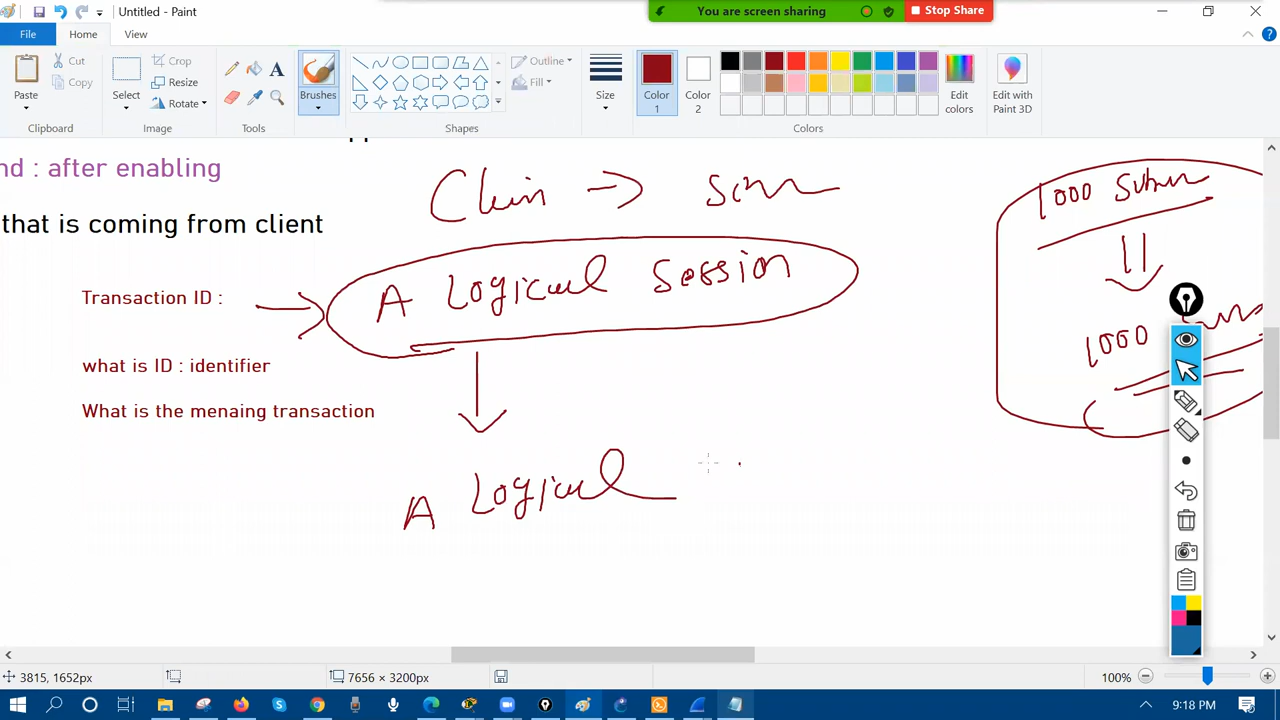 Untitled - Paint
You are screen sharing
Stop Share
File
Home
View
Paste
Cut
Copy
Clipboard
Select
Crop
Resize
Rotate
Image
Tools
Brushes
Shapes
Outline
Fill
Size
Color 1
Color 2
Colors
Edit colors
Edit with Paint 3D
nd : after enabling
that is coming from client
Transaction ID :
what is ID : identifier
What is the menaing transaction
A Logical Session
A Logical
1000
1000
3815, 1652px
7656 × 3200px
100%
9:18 PM